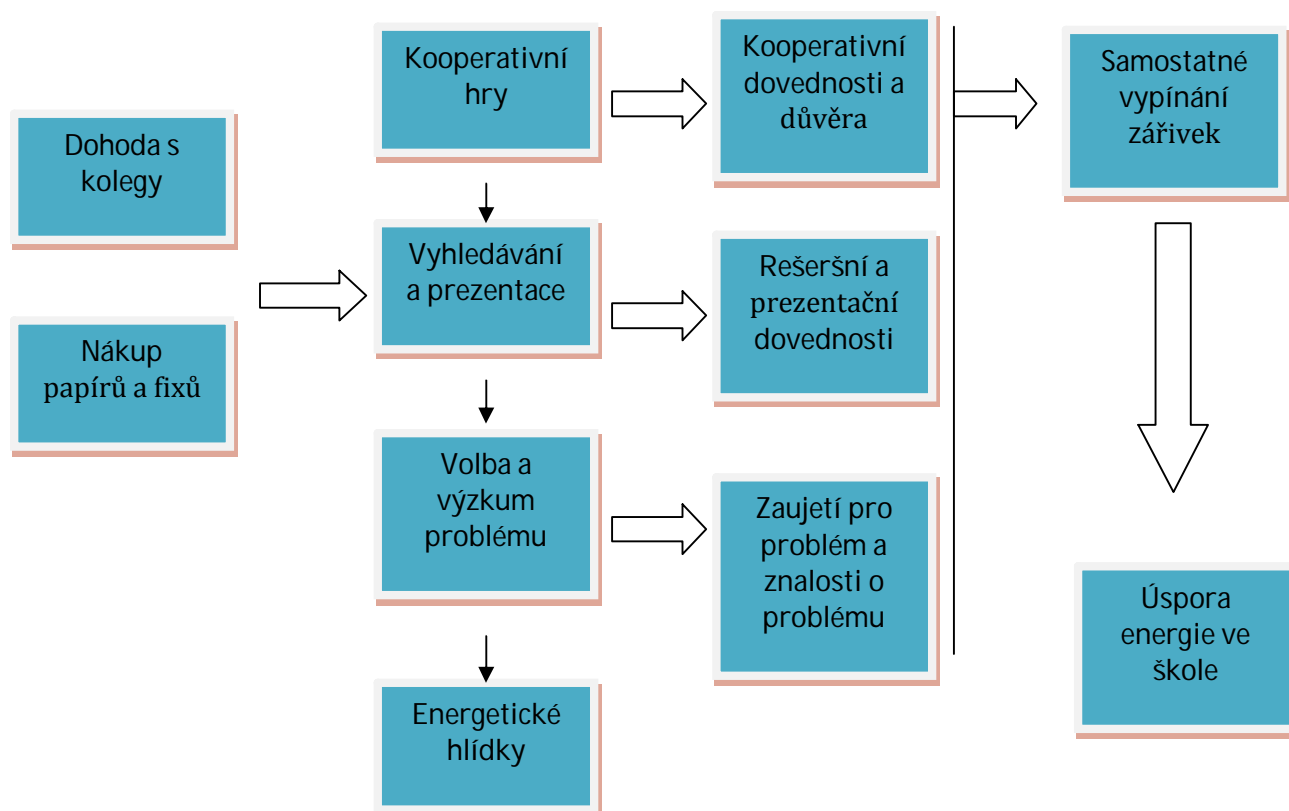 Dohoda s
kolegy
Nákup
papírů a fixů
Kooperativní
hry
Vyhledávání
a prezentace
Volba a
výzkum
problému
Energetické
hlídky
Kooperativní
dovednosti a
důvěra
Rešeršní a
prezentační
dovednosti
Zaujetí pro
problém a
znalosti o
problému
Samostatné
vypínání
zářivek
Úspora
energie ve
škole